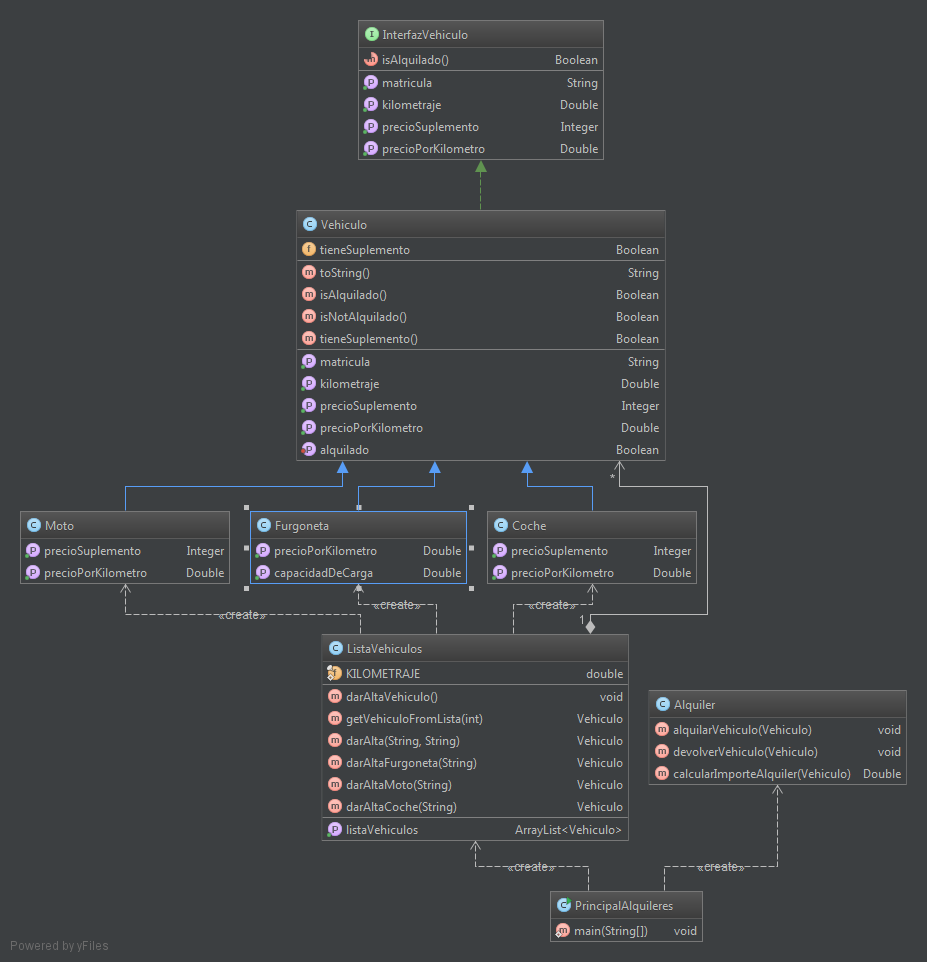 InterfazVehiculo
isAlquilado() Boolean
matricula String
kilometraje Double
precioSuplemento Integer
precioPorKilometro Double
Vehiculo
tieneSuplemento Boolean
toString() String
isAlquilado() Boolean
isNotAlquilado() Boolean
tieneSuplemento() Boolean
matricula String
kilometraje Double
precioSuplemento Integer
precioPorKilometro Double
alquilado Boolean
*
Moto
precioSuplemento Integer
precioPorKilometro Double
Furgoneta
precioPorKilometro Double
capacidadDeCarga Double
Coche
precioSuplemento Integer
precioPorKilometro Double
«create»
«create»
«create»
1
ListaVehiculos
KILOMETRAJE double
darAltaVehiculo() void
getVehiculoFromLista(int) Vehiculo
darAlta(String, String) Vehiculo
darAltaFurgoneta(String) Vehiculo
darAltaMoto(String) Vehiculo
darAltaCoche(String) Vehiculo
listaVehiculos ArrayList<Vehiculo>
Alquiler
alquilarVehiculo(Vehiculo) void
devolverVehiculo(Vehiculo) void
calcularImporteAlquiler(Vehiculo) Double
«create»
«create»
PrincipalAlquileres
main(String[]) void
Powered by yFiles